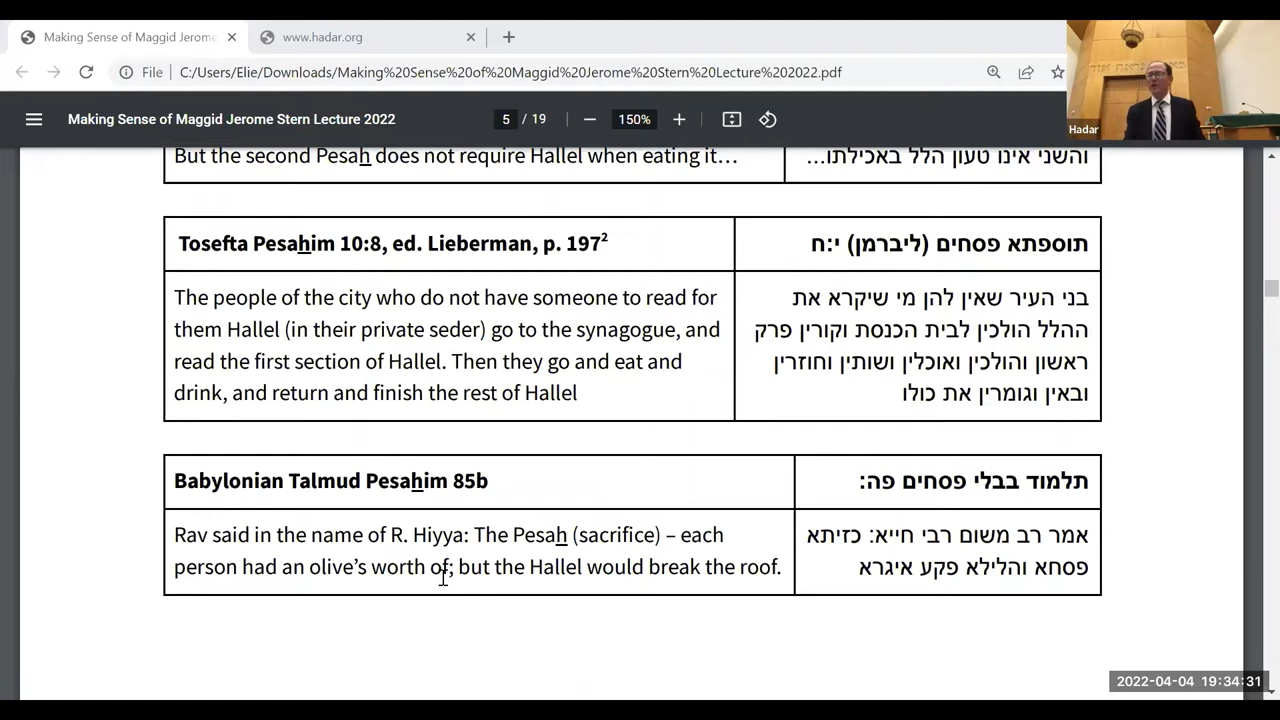 Making Sense of Maggid Jerome
www.hadar.org
File C:/Users/Elie/Downloads/Making%20Sense%20of%20Maggid%20Jerome%20Stern%20Lecture%202022.pdf
Making Sense of Maggid Jerome Stern Lecture 2022
5 / 19
150%
Hadar
But the second Pesah does not require Hallel when eating it…
והשני אינו טעון הלל באכילתו...
Tosefta Pesahim 10:8, ed. Lieberman, p. 197²
תוספתא פסחים (ליברמן) י:ח
The people of the city who do not have someone to read for
them Hallel (in their private seder) go to the synagogue, and
read the first section of Hallel. Then they go and eat and
drink, and return and finish the rest of Hallel
בני העיר שאין להן מי שיקרא את
ההלל הולכין לבית הכנסת וקורין פרק
ראשון והולכין ואוכלין ושותין וחוזרין
ובאין וגומרין את כולו
Babylonian Talmud Pesahim 85b
תלמוד בבלי פסחים פה:
Rav said in the name of R. Hiyya: The Pesah (sacrifice) – each
person had an olive’s worth of; but the Hallel would break the roof.
אמר רב משום רבי חייא: כזיתא
פסחא והלילא פקע איגרא
2022-04-04 19:34:31